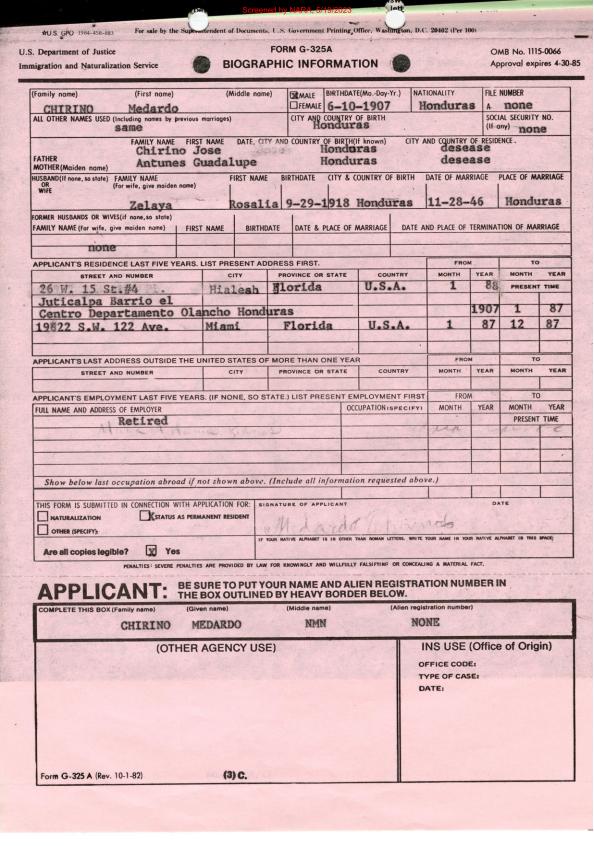 Screened by NARA, 5/19/2023
U.S. GPO 1984-456-083 For sale by the Superintendent of Documents, U.S. Government Printing Office, Washington, D.C. 20402 (Per 100)
U.S. Department of Justice FORM G-325A OMB No. 1115-0066
Immigration and Naturalization Service BIOGRAPHIC INFORMATION Approval expires 4-30-85
(Family name) (First name) (Middle name) MALE BIRTHDATE(Mo.-Day-Yr.) NATIONALITY FILE NUMBER
CHIRINO Medardo FEMALE 6-10-1907 Honduras A none
ALL OTHER NAMES USED (Including names by previous marriages) CITY AND COUNTRY OF BIRTH SOCIAL SECURITY NO.
same Honduras (If any) none
FAMILY NAME FIRST NAME DATE, CITY AND COUNTRY OF BIRTH(If known) CITY AND COUNTRY OF RESIDENCE.
FATHER Chirino Jose Honduras desease
MOTHER(Maiden name) Antunes Guadalupe Honduras desease
HUSBAND(If none, so state) OR WIFE FAMILY NAME (For wife, give maiden name) FIRST NAME BIRTHDATE CITY & COUNTRY OF BIRTH DATE OF MARRIAGE PLACE OF MARRIAGE
Zelaya Rosalia 9-29-1918 Honduras 11-28-46 Honduras
FORMER HUSBANDS OR WIVES(if none,so state)
FAMILY NAME(For wife, give maiden name) FIRST NAME BIRTHDATE DATE & PLACE OF MARRIAGE DATE AND PLACE OF TERMINATION OF MARRIAGE
none
APPLICANT'S RESIDENCE LAST FIVE YEARS. LIST PRESENT ADDRESS FIRST. FROM TO
STREET AND NUMBER CITY PROVINCE OR STATE COUNTRY MONTH YEAR MONTH YEAR
26 W. 15 St.#4 Hialeah Florida U.S.A. 1 88 PRESENT TIME
Juticalpa Barrio el
Centro Departamento Olancho Honduras 1907 1 87
19822 S.W. 122 Ave. Miami Florida U.S.A. 1 87 12 87
APPLICANT'S LAST ADDRESS OUTSIDE THE UNITED STATES OF MORE THAN ONE YEAR FROM TO
STREET AND NUMBER CITY PROVINCE OR STATE COUNTRY MONTH YEAR MONTH YEAR
APPLICANT'S EMPLOYMENT LAST FIVE YEARS. (IF NONE, SO STATE.) LIST PRESENT EMPLOYMENT FIRST FROM TO
FULL NAME AND ADDRESS OF EMPLOYER OCCUPATION(SPECIFY) MONTH YEAR MONTH YEAR
Retired PRESENT TIME
Show below last occupation abroad if not shown above. (Include all information requested above.)
THIS FORM IS SUBMITTED IN CONNECTION WITH APPLICATION FOR: SIGNATURE OF APPLICANT DATE
NATURALIZATION X STATUS AS PERMANENT RESIDENT
OTHER (SPECIFY): Medardo
IF YOUR NATIVE ALPHABET IS IN OTHER THAN ROMAN LETTERS, WRITE YOUR NAME IN YOUR NATIVE ALPHABET IN THIS SPACE:
Are all copies legible? X Yes
PENALTIES: SEVERE PENALTIES ARE PROVIDED BY LAW FOR KNOWINGLY AND WILLFULLY FALSIFYING OR CONCEALING A MATERIAL FACT.
APPLICANT: BE SURE TO PUT YOUR NAME AND ALIEN REGISTRATION NUMBER IN
THE BOX OUTLINED BY HEAVY BORDER BELOW.
COMPLETE THIS BOX (Family name) (Given name) (Middle name) (Alien registration number)
CHIRINO MEDARDO NMN NONE
(OTHER AGENCY USE) INS USE (Office of Origin)
OFFICE CODE:
TYPE OF CASE:
DATE:
Form G-325 A (Rev. 10-1-82) (3) C.